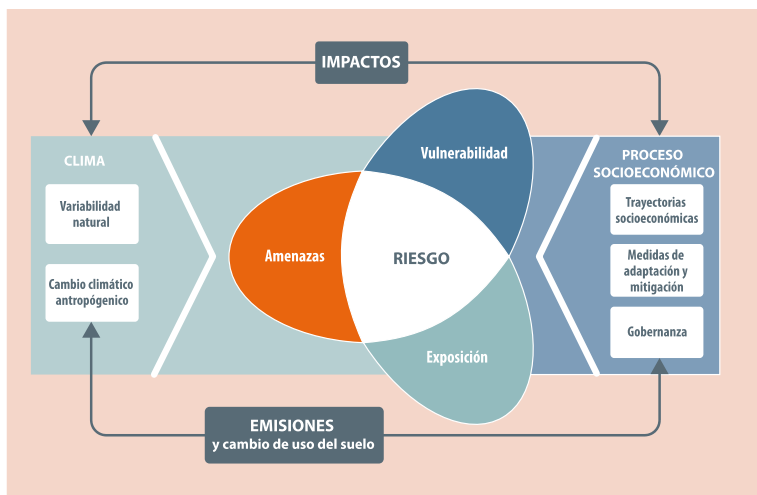 IMPACTOS
CLIMA
Variabilidad
natural
Cambio climático
antropógenico
Amenazas
Vulnerabilidad
RIESGO
Exposición
PROCESO
SOCIOECONÓMICO
Trayectorias
socioeconómicas
Medidas de
adaptación y
mitigación
Gobernanza
EMISIONES
y cambio de uso del suelo